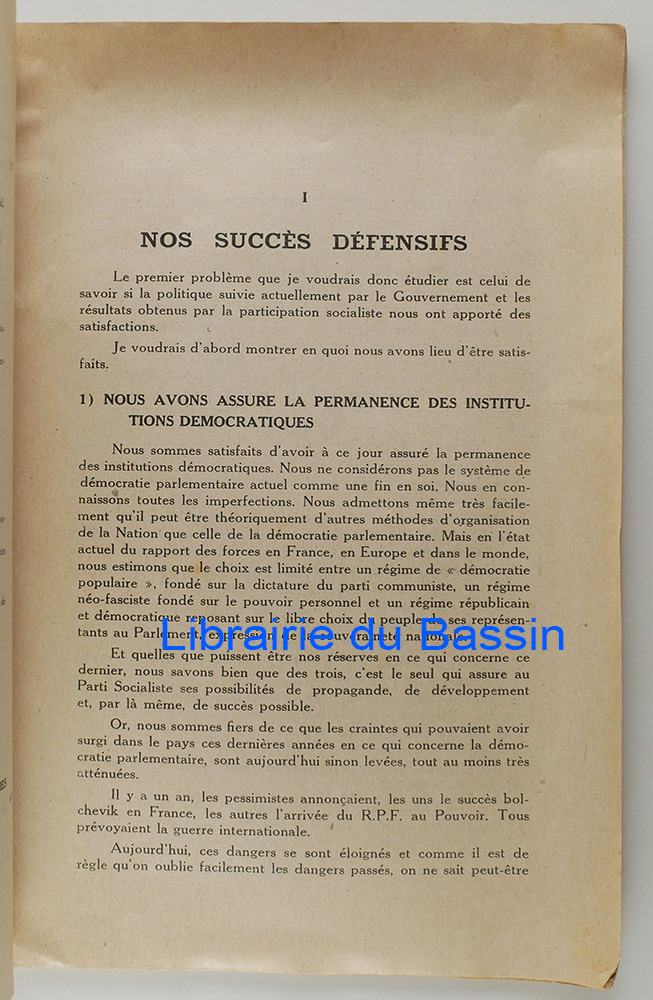 I
NOS SUCCÈS DÉFENSIFS
Le premier problème que je voudrais donc étudier est celui de
savoir si la politique suivie actuellement par le Gouvernement et les
résultats obtenus par la participation socialiste nous ont apporté des
satisfactions.
Je voudrais d'abord montrer en quoi nous avons lieu d'être satis-
faits.
1) NOUS AVONS ASSURE LA PERMANENCE DES INSTITU-
TIONS DEMOCRATIQUES
Nous sommes satisfaits d'avoir à ce jour assuré la permanence
des institutions démocratiques. Nous ne considérons pas le système de
démocratie parlementaire actuel comme une fin en soi. Nous en con-
naissons toutes les imperfections. Nous admettons même très facile-
ment qu'il peut être théoriquement d'autres méthodes d'organisation
de la Nation que celle de la démocratie parlementaire. Mais en l'état
actuel du rapport des forces en France, en Europe et dans le monde,
nous estimons que le choix est limité entre un régime de « démocratie
populaire », fondé sur la dictature du parti communiste, un régime
néo-fasciste fondé sur le pouvoir personnel et un régime républicain
et démocratique reposant sur le libre choix du peuple et ses représen-
tants au Parlement, expression de la souveraineté nationale.
Librairie du Bassin
Et quelles que puissent être nos réserves en ce qui concerne ce
dernier, nous savons bien que des trois, c'est le seul qui assure au
Parti Socialiste ses possibilités de propagande, de développement
et, par là même, de succès possible.
Or, nous sommes fiers de ce que les craintes qui pouvaient avoir
surgi dans le pays ces dernières années en ce qui concerne la démo-
cratie parlementaire, sont aujourd'hui sinon levées, tout au moins très
atténuées.
Il y a un an, les pessimistes annonçaient, les uns le succès bol-
chevik en France, les autres l'arrivée du R.P.F. au Pouvoir. Tous
prévoyaient la guerre internationale.
Aujourd'hui, ces dangers se sont éloignés et comme il est de
règle qu'on oublie facilement les dangers passés, on ne sait peut-être